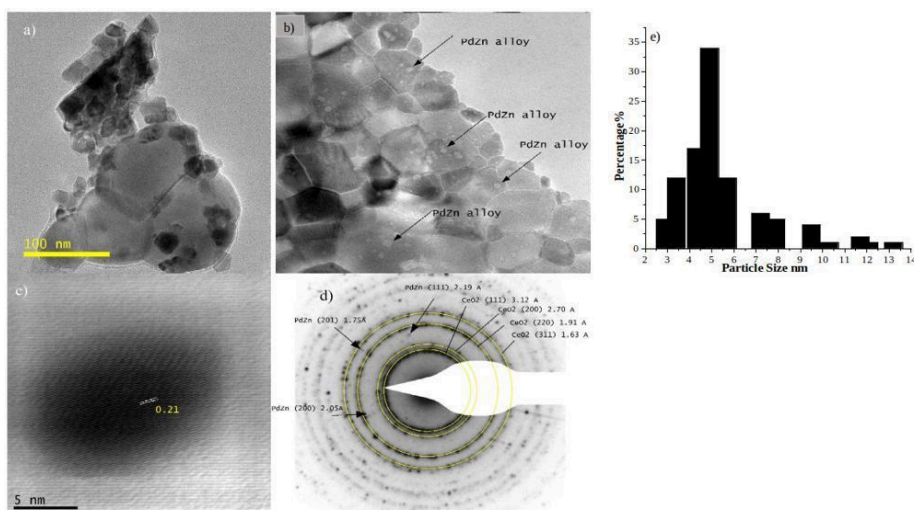 a)
100 nm
b)
PdZn alloy
PdZn alloy
PdZn alloy
PdZn alloy
c)
0.21
5 nm
d)
PdZn (111) 2.19 A
CeO2 (111) 3.12 A
CeO2 (200) 2.70 A
CeO2 (220) 1.91 A
CeO2 (311) 1.63 A
PdZn (201) 1.75A
PdZn (200) 2.05A
e)
Percentage%
35
30
25
20
15
10
5
0
2 3 4 5 6 7 8 9 10 11 12 13 14
Particle Size nm